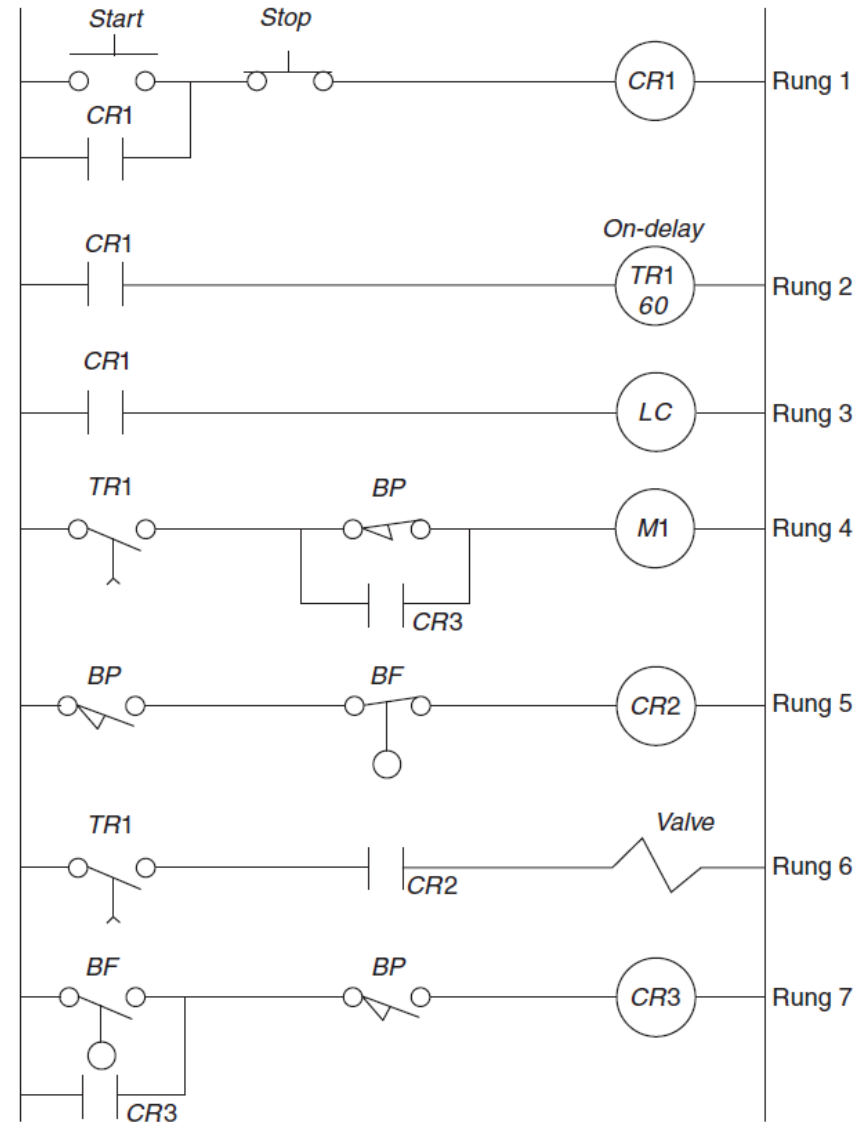 Start Stop
CR1 Rung 1
CR1
CR1 On-delay
TR1
60 Rung 2
CR1
LC Rung 3
TR1 BP
M1 Rung 4
CR3
BP BF
CR2 Rung 5
TR1 Valve
CR2 Rung 6
BF BP
CR3 Rung 7
CR3